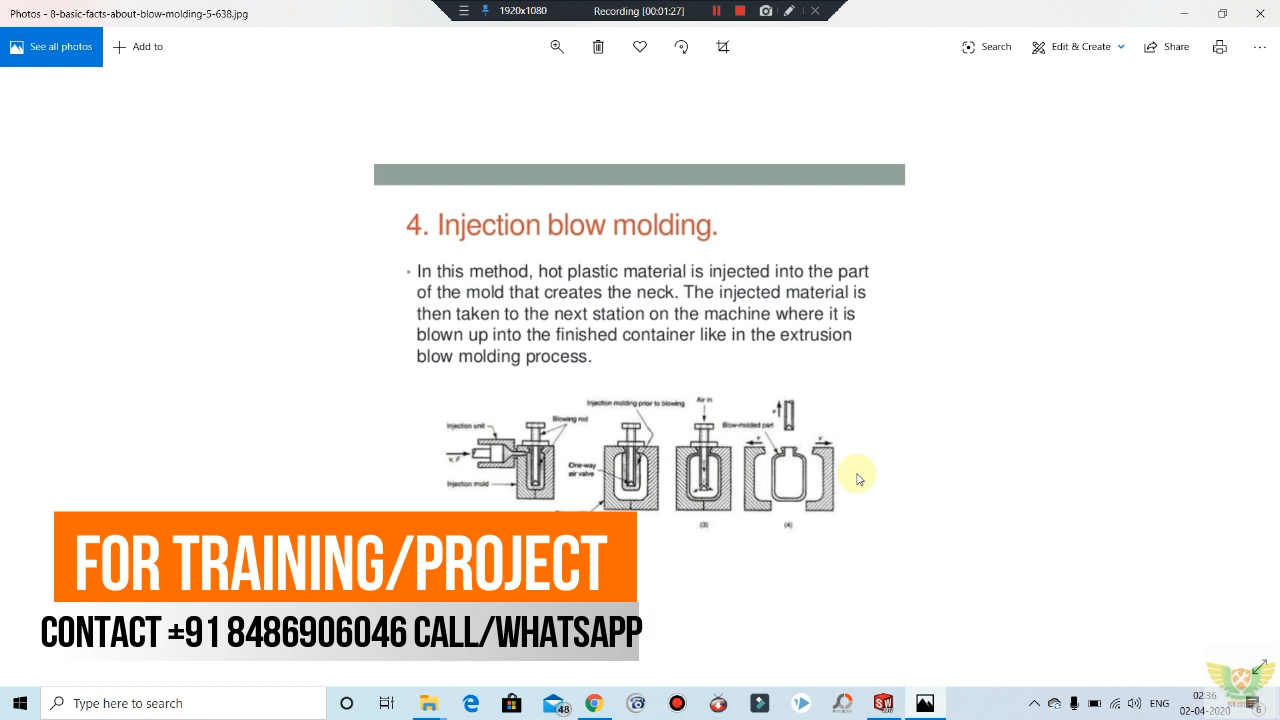 Photos - 8-basic-facts-about-blow-molding-5-638.jpg
1920x1080
Recording [00:01:27]
See all photos
Add to
Search
Edit & Create
Share
4. Injection blow molding.
• In this method, hot plastic material is injected into the part
of the mold that creates the neck. The injected material is
then taken to the next station on the machine where it is
blown up into the finished container like in the extrusion
blow molding process.
Air in
Injection molding prior to blowing
Blowing rod
Injection unit
Blow-molded part
v
v
v
v, F
One-way
air valve
Injection mold
(3)
(4)
FOR TRAINING/PROJECT
CONTACT +91 8486906046 CALL/WHATSAPP
Type here to search
48
SW
ENG